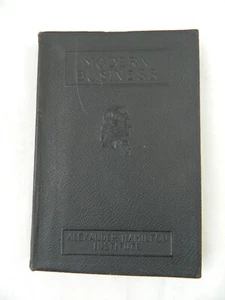 MODERN
BUSINESS
ALEXANDER HAMILTON
INSTITUTE